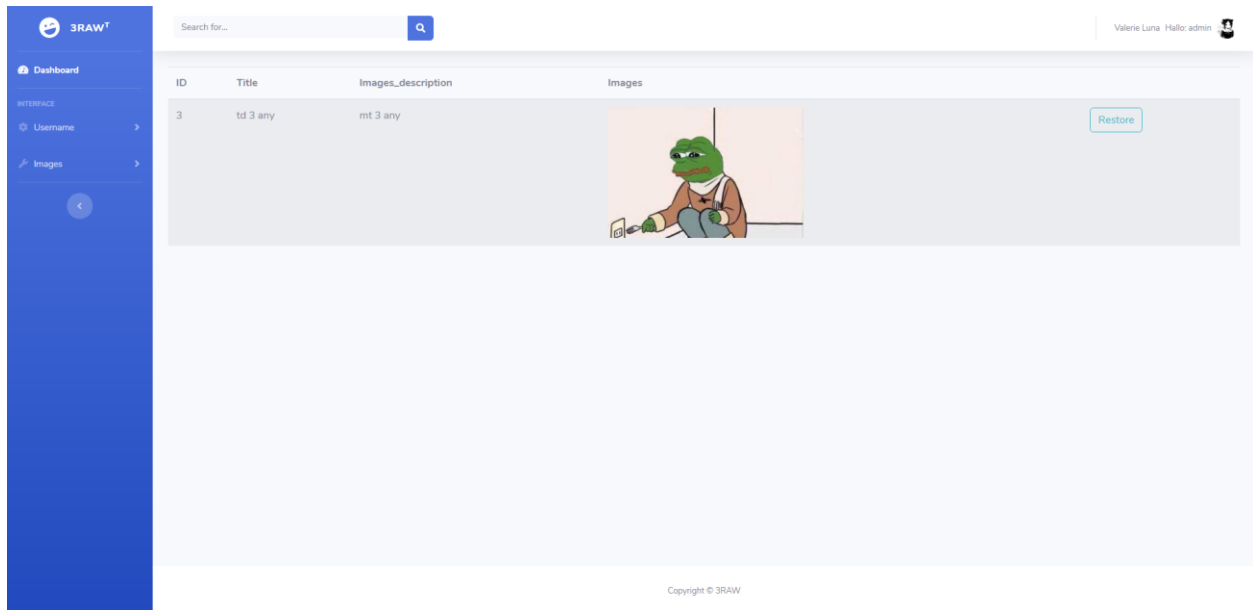 3RAWᵀ
Search for...
Valerie Luna Hallo: admin
Dashboard
INTERFACE
Username
Images
ID Title Images_description Images
3 td 3 any mt 3 any Restore
Copyright © 3RAW